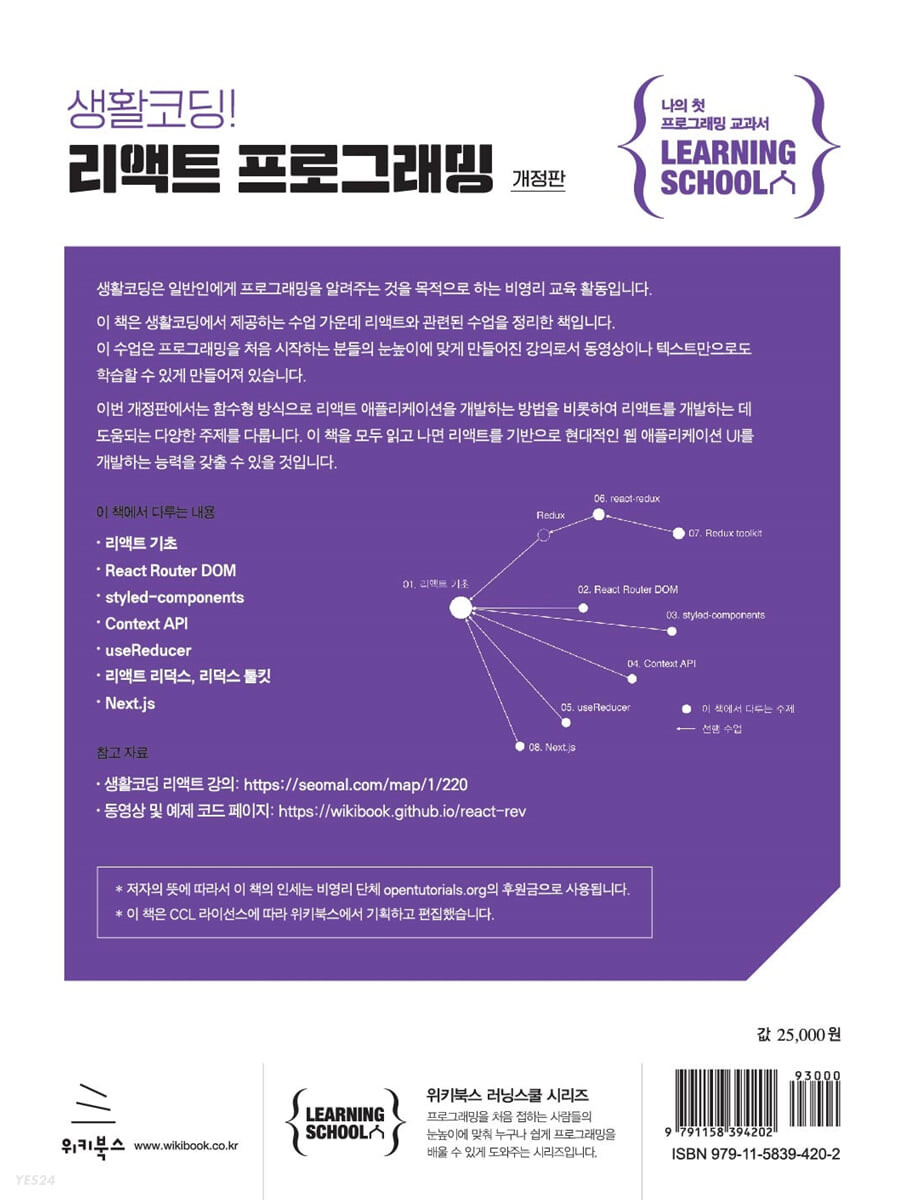 생활코딩!
리액트 프로그래밍 개정판
나의 첫
프로그래밍 교과서
LEARNING
SCHOOL
생활코딩은 일반인에게 프로그래밍을 알려주는 것을 목적으로 하는 비영리 교육 활동입니다.
이 책은 생활코딩에서 제공하는 수업 가운데 리액트와 관련된 수업을 정리한 책입니다.
이 수업은 프로그래밍을 처음 시작하는 분들의 눈높이에 맞게 만들어진 강의로서 동영상이나 텍스트만으로도
학습할 수 있게 만들어져 있습니다.
이번 개정판에서는 함수형 방식으로 리액트 애플리케이션을 개발하는 방법을 비롯하여 리액트를 개발하는 데
도움되는 다양한 주제를 다룹니다. 이 책을 모두 읽고 나면 리액트를 기반으로 현대적인 웹 애플리케이션 UI를
개발하는 능력을 갖출 수 있을 것입니다.
이 책에서 다루는 내용
· 리액트 기초
· React Router DOM
· styled-components
· Context API
· useReducer
· 리액트 리덕스, 리덕스 툴킷
· Next.js
06. react-redux
Redux
07. Redux toolkit
01. 리액트 기초
02. React Router DOM
03. styled-components
04. Context API
05. useReducer
08. Next.js
이 책에서 다루는 주제
선행 수업
참고 자료
· 생활코딩 리액트 강의: https://seomal.com/map/1/220
· 동영상 및 예제 코드 페이지: https://wikibook.github.io/react-rev
* 저자의 뜻에 따라서 이 책의 인세는 비영리 단체 opentutorials.org의 후원금으로 사용됩니다.
* 이 책은 CCL 라이선스에 따라 위키북스에서 기획하고 편집했습니다.
값 25,000원
위키북스 www.wikibook.co.kr
LEARNING
SCHOOL
위키북스 러닝스쿨 시리즈
프로그래밍을 처음 접하는 사람들의
눈높이에 맞춰 누구나 쉽게 프로그래밍을
배울 수 있게 도와주는 시리즈입니다.
93000
9 791158 394202
ISBN 979-11-5839-420-2
YES24